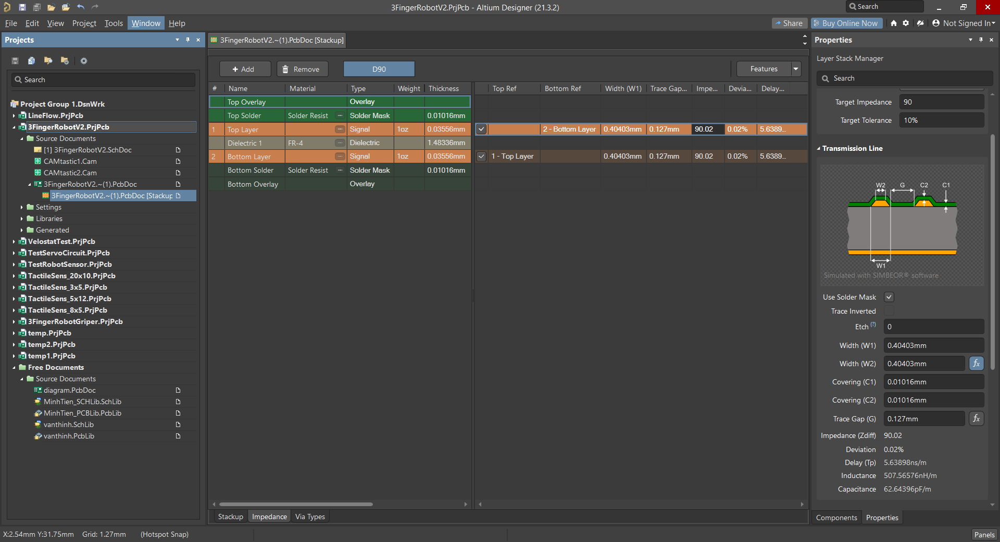 3FingerRobotV2.PrjPcb - Altium Designer (21.3.2)
Search
File Edit View Project Tools Window Help
Share
Buy Online Now
Not Signed In
Projects
Search
Project Group 1.DsnWrk
LineFlow.PrjPcb
3FingerRobotV2.PrjPcb
Source Documents
[1] 3FingerRobotV2.SchDoc
CAMtastic1.Cam
CAMtastic2.Cam
3FingerRobotV2.~(1).PcbDoc
3FingerRobotV2.~(1).PcbDoc [Stackup
Settings
Libraries
Generated
VelostatTest.PrjPcb
TestServoCircuit.PrjPcb
TestRobotSensor.PrjPcb
TactileSens_20x10.PrjPcb
TactileSens_3x5.PrjPcb
TactileSens_5x12.PrjPcb
TactileSens_8x5.PrjPcb
3FingerRobotGriper.PrjPcb
temp.PrjPcb
temp2.PrjPcb
temp1.PrjPcb
Free Documents
Source Documents
diagram.PcbDoc
MinhTien_SCHLib.SchLib
MinhTien_PCBLib.PcbLib
vanthinh.SchLib
vanthinh.PcbLib
3FingerRobotV2.~(1).PcbDoc [Stackup]
+ Add
Remove
D90
Features
# Name Material Type Weight Thickness Top Ref Bottom Ref Width (W1) Trace Gap... Impe... Devia... Delay...
Top Overlay Overlay
Top Solder Solder Resist ... Solder Mask 0.01016mm
1 Top Layer ... Signal 1oz 0.03556mm 2 - Bottom Layer 0.40403mm 0.127mm 90.02 0.02% 5.6389...
Dielectric 1 FR-4 ... Dielectric 1.48336mm
2 Bottom Layer ... Signal 1oz 0.03556mm 1 - Top Layer 0.40403mm 0.127mm 90.02 0.02% 5.6389...
Bottom Solder Solder Resist ... Solder Mask 0.01016mm
Bottom Overlay Overlay
Stackup Impedance Via Types
Properties
Layer Stack Manager
Search
Target Impedance 90
Target Tolerance 10%
Transmission Line
W2 G C2 C1
W1
Simulated with SIMBEOR® software
Use Solder Mask
Trace Inverted
Etch (?) 0
Width (W1) 0.40403mm
Width (W2) 0.40403mm fx
Covering (C1) 0.01016mm
Covering (C2) 0.01016mm
Trace Gap (G) 0.127mm fx
Impedance (Zdiff) 90.02
Deviation 0.02%
Delay (Tp) 5.63898ns/m
Inductance 507.56576nH/m
Capacitance 62.64396pF/m
Components Properties
X:2.54mm Y:31.75mm Grid: 1.27mm (Hotspot Snap)
Panels